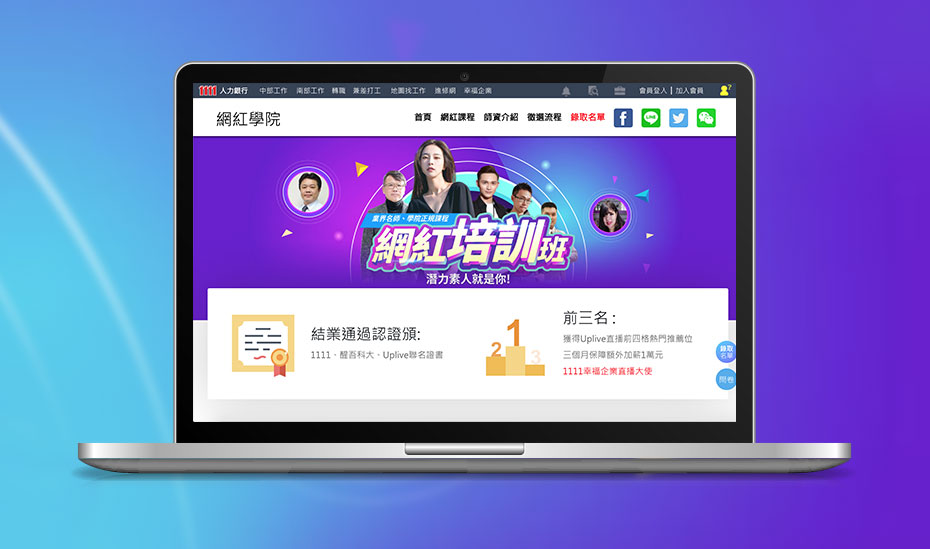 1111 人力銀行 中部工作 南部工作 轉職 兼差打工 地圖找工作 進修網 幸福企業 會員登入 | 加入會員 7
網紅學院 首頁 網紅課程 師資介紹 徵選流程 錄取名單 f LINE
業界名師、學院正規課程
網紅培訓班
潛力素人就是你!
結業通過認證頒:
1111、醒吾科大、Uplive聯名證書
1
2
3
前三名:
獲得Uplive直播前四格熱門推薦位
三個月保障額外加薪1萬元
1111幸福企業直播大使
錄取
名單
問卷